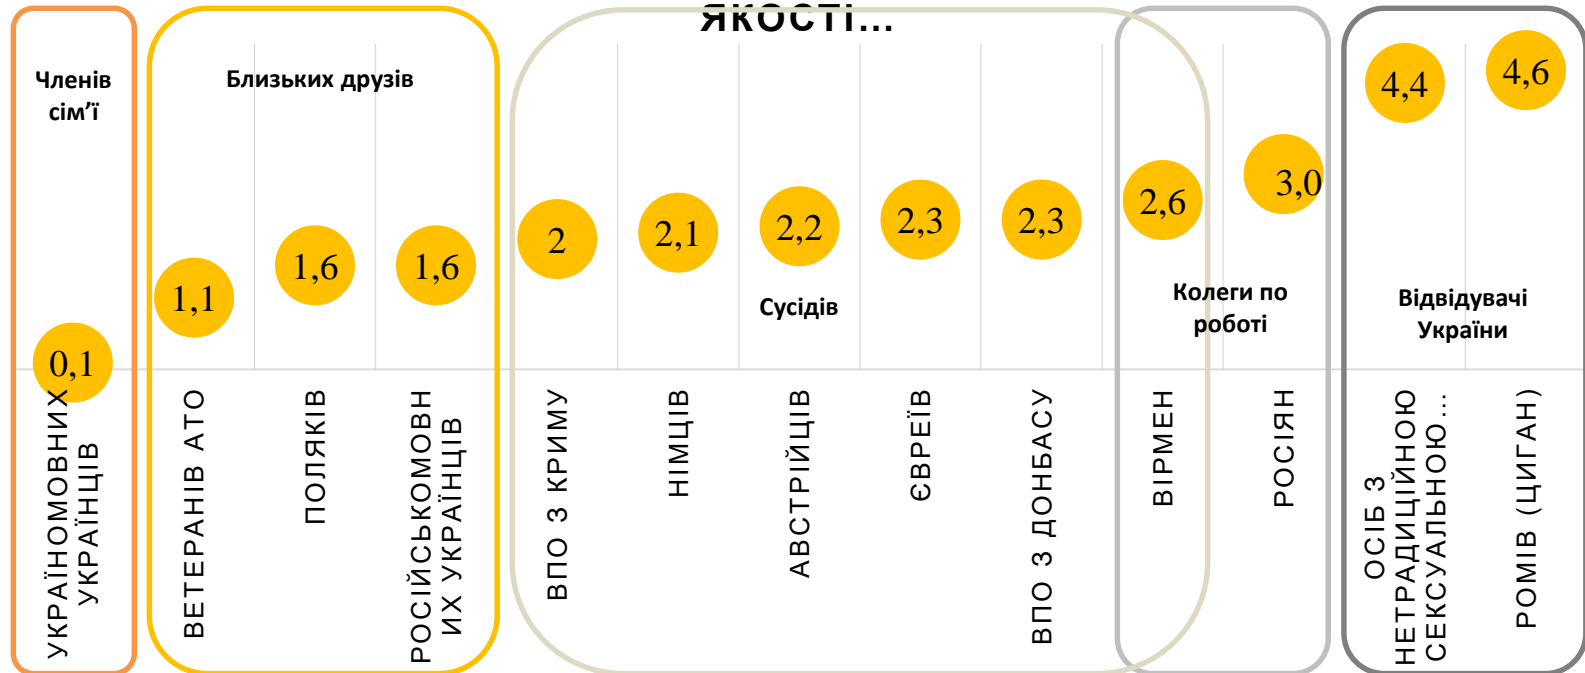 ЯКОСТІ...
Членів
сім’ї
Близьких друзів
Сусідів
Колеги по
роботі
Відвідувачі
України
0,1
1,1
1,6
1,6
2
2,1
2,2
2,3
2,3
2,6
3,0
4,4
4,6
УКРАЇНОМОВНИХ
УКРАЇНЦІВ
ВЕТЕРАНІВ АТО
ПОЛЯКІВ
РОСІЙСЬКОМОВН
ИХ УКРАЇНЦІВ
ВПО З КРИМУ
НІМЦІВ
АВСТРІЙЦІВ
ЄВРЕЇВ
ВПО З ДОНБАСУ
ВІРМЕН
РОСІЯН
ОСІБ З
НЕТРАДИЦІЙНОЮ
СЕКСУАЛЬНОЮ...
РОМІВ (ЦИГАН)